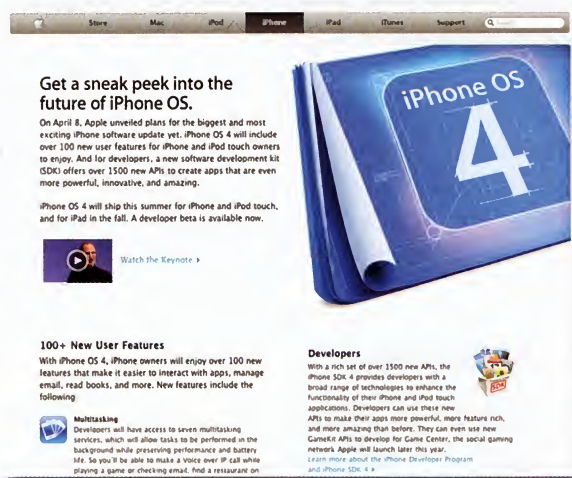 Store Mac iPod iPhone iPad iTunes Support
Get a sneak peek into the
future of iPhone OS.
On April 8, Apple unveiled plans for the biggest and most
exciting iPhone software update yet. iPhone OS 4 will include
over 100 new user features for iPhone and iPod touch owners
to enjoy. And for developers, a new software development kit
(SDK) offers over 1500 new APIs to create apps that are even
more powerful, innovative, and amazing.
iPhone OS 4 will ship this summer for iPhone and iPod touch,
and for iPad in the fall. A developer beta is available now.
Watch the Keynote
iPhone OS
4
100+ New User Features
With iPhone OS 4, iPhone owners will enjoy over 100 new
features that make it easier to interact with apps, manage
email, read books, and more. New features include the
following
Multitasking
Developers will have access to seven multitasking
services, which will allow tasks to be performed in the
background while preserving performance and battery
life. So you'll be able to make a Voice over IP call while
playing a game or checking email, find a restaurant on
Developers
With a rich set of over 1500 new APIs, the
iPhone SDK 4 provides developers with a
broad range of technologies to enhance the
functionality of their iPhone and iPod touch
applications. Developers can use these new
APIs to make their apps more powerful, more feature rich,
and more amazing than before. They can even use new
GameKit APIs to develop for Game Center, the social gaming
network Apple will launch later this year.
Learn more about the iPhone Developer Program
and iPhone SDK 4
SDK